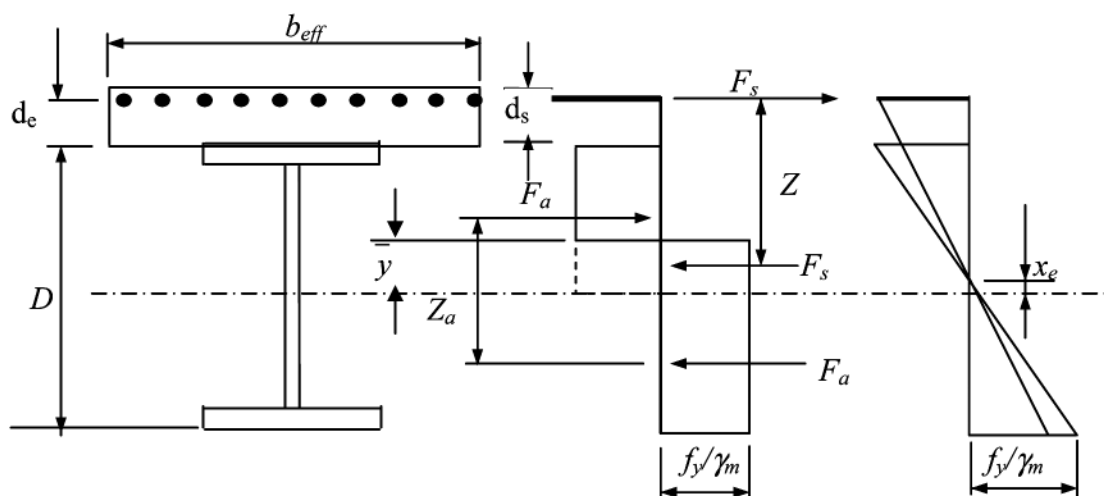 b_eff
d_e
d_s
F_s
F_a
Z
ȳ
F_s
x_e
D
Z_a
F_a
f_y/γ_m
f_y/γ_m